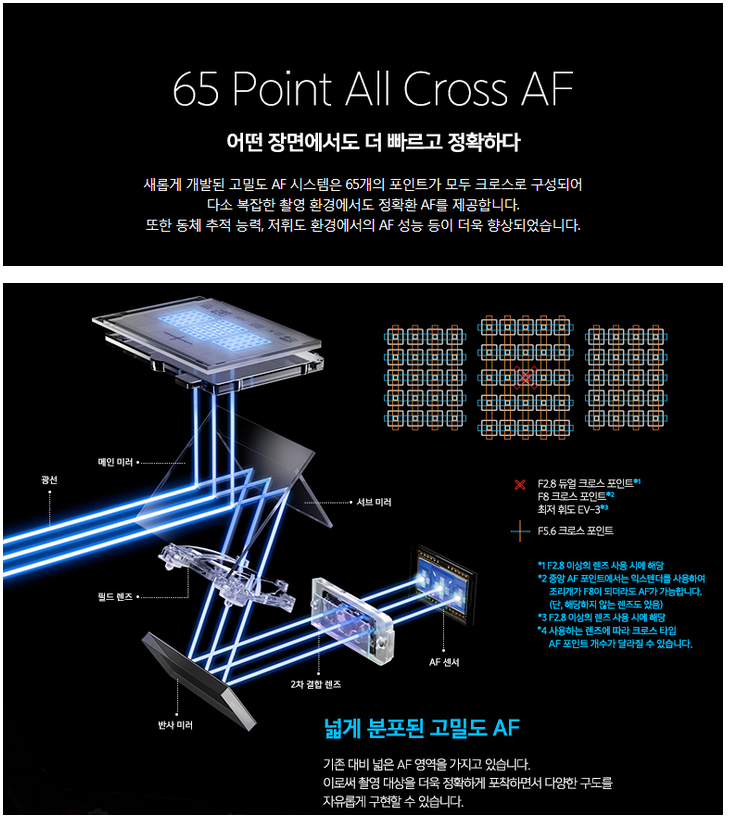 65 Point All Cross AF
어떤 장면에서도 더 빠르고 정확하다
새롭게 개발된 고밀도 AF 시스템은 65개의 포인트가 모두 크로스로 구성되어
다소 복잡한 촬영 환경에서도 정확환 AF를 제공합니다.
또한 동체 추적 능력, 저휘도 환경에서의 AF 성능 등이 더욱 향상되었습니다.
메인 미러
광선
서브 미러
필드 렌즈
AF 센서
2차 결합 렌즈
반사 미러
F2.8 듀얼 크로스 포인트*1
F8 크로스 포인트*2
최저 휘도 EV-3*3
F5.6 크로스 포인트
*1 F2.8 이상의 렌즈 사용 시에 해당
*2 중앙 AF 포인트에서는 익스텐더를 사용하여
조리개가 F8이 되더라도 AF가 가능합니다.
(단, 해당하지 않는 렌즈도 있음)
*3 F2.8 이상의 렌즈 사용 시에 해당
*4 사용하는 렌즈에 따라 크로스 타입
AF 포인트 개수가 달라질 수 있습니다.
넓게 분포된 고밀도 AF
기존 대비 넓은 AF 영역을 가지고 있습니다.
이로써 촬영 대상을 더욱 정확하게 포착하면서 다양한 구도를
자유롭게 구현할 수 있습니다.